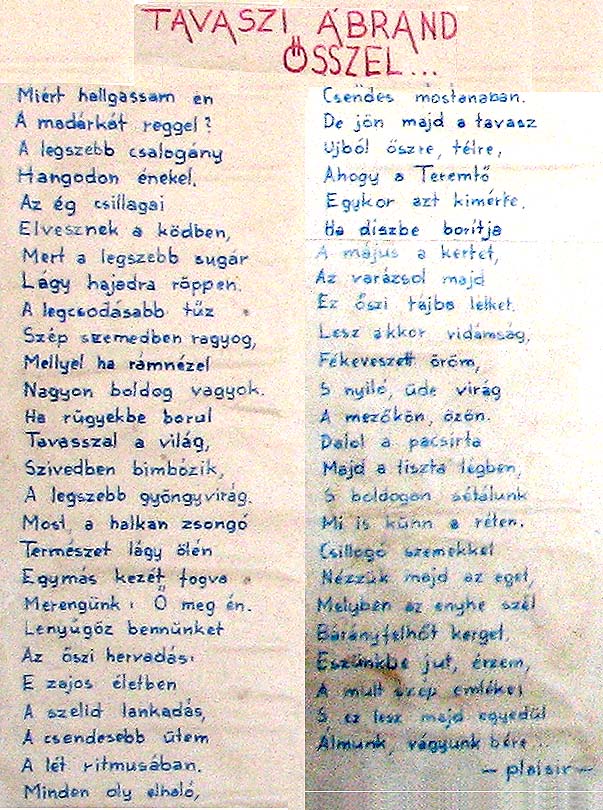 TAVASZI ÁBRÁND
ŐSSZEL...
Miért hallgassam én
A madárkát reggel?
A legszebb csalogány
Hangodon énekel.
Az ég csillagai
Elvesznek a ködben,
Mert a legszebb sugár
Lágy hajadra röppen.
A legcsodásabb tűz
Szép szemedben ragyog,
Mellyel ha rámnézel
Nagyon boldog vagyok.
Ha rügyekbe borul
Tavasszal a világ,
Szívedben bimbózik,
A legszebb gyöngyvirág.
Most, a halkan zsongó
Természet lágy ölén
Egymás kezét fogva
Merengünk: Ő meg én.
Lenyűgöz bennünket
Az őszi hervadás:
E zajos életben
A szelid lankadás,
A csendesebb ütem
A lét ritmusában.
Minden oly elhaló,
Csendes mostanában.
De jön majd a tavasz
Ujból őszre, télre,
Ahogy a Teremtő
Egykor azt kimérte.
Ha díszbe borítja
A május a kertet,
Az varázsol majd
Ez őszi tájba lelket.
Lesz akkor vidámság,
Fékeveszett öröm,
S nyíló, üde virág
A mezőkön, özön.
Dalol a pacsirta
Majd a tiszta légben,
S boldogan sétálunk
Mi is künn a réten.
Csillogó szemekkel
Nézzük majd az eget,
Melyben az enyhe szél
Bárányfelhőt kerget.
Eszünkbe jut, érzem,
A mult szép emlékei
S ez lesz majd egyedül
Álmunk, vágyunk bére...
— plaisir —